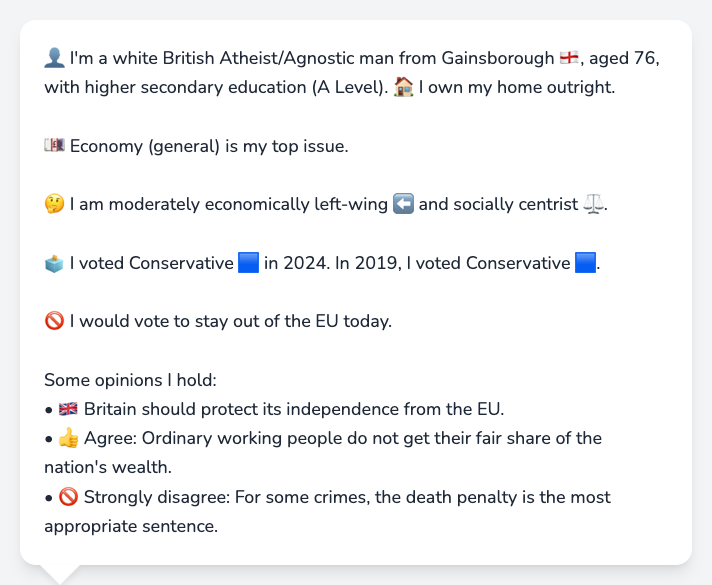 👤 I'm a white British Atheist/Agnostic man from Gainsborough 🏴󠁧󠁢󠁥󠁮󠁧󠁿, aged 76,
with higher secondary education (A Level). 🏠 I own my home outright.
💷 Economy (general) is my top issue.
🤔 I am moderately economically left-wing ⬅️ and socially centrist ⚖️.
🗳️ I voted Conservative 🟦 in 2024. In 2019, I voted Conservative 🟦.
🚫 I would vote to stay out of the EU today.
Some opinions I hold:
• 🇬🇧 Britain should protect its independence from the EU.
• 👍 Agree: Ordinary working people do not get their fair share of the
nation's wealth.
• 🚫 Strongly disagree: For some crimes, the death penalty is the most
appropriate sentence.